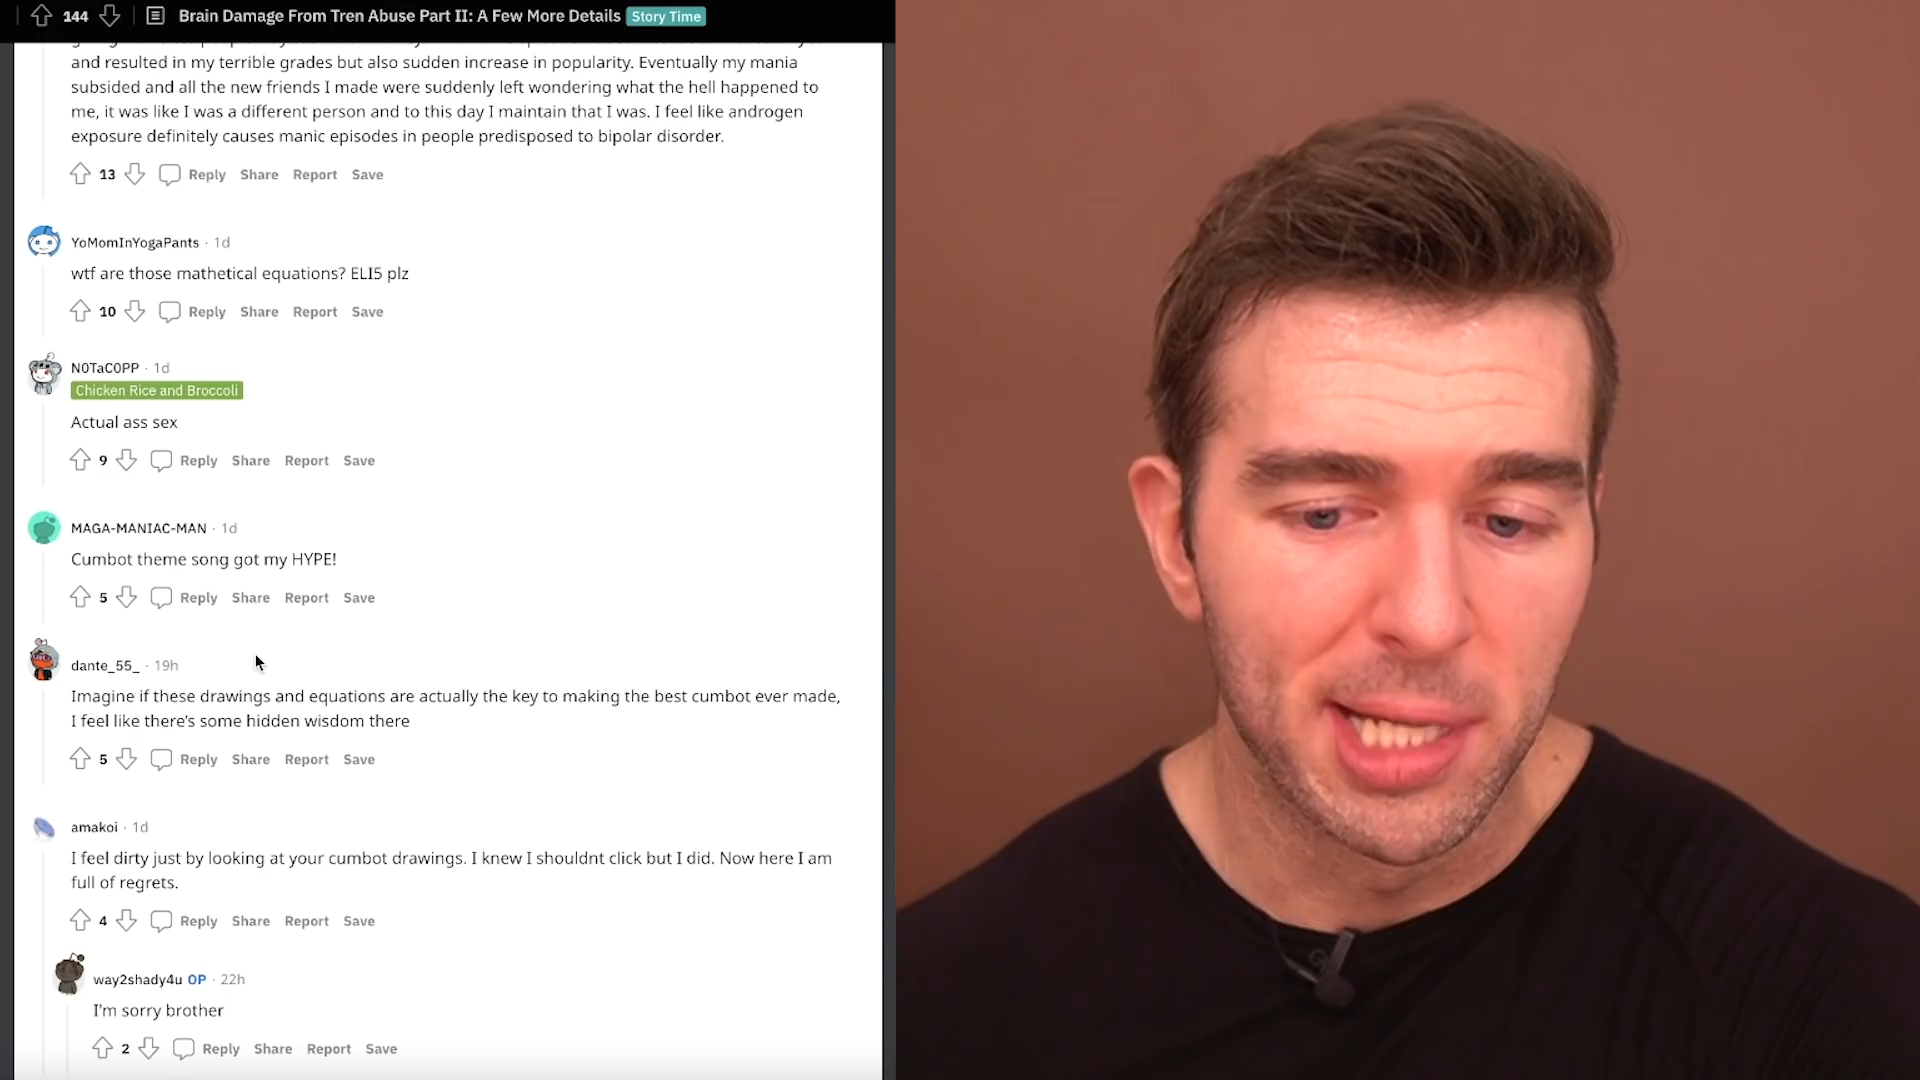 144 Brain Damage From Tren Abuse Part II: A Few More Details Story Time
and resulted in my terrible grades but also sudden increase in popularity. Eventually my mania
subsided and all the new friends I made were suddenly left wondering what the hell happened to
me, it was like I was a different person and to this day I maintain that I was. I feel like androgen
exposure definitely causes manic episodes in people predisposed to bipolar disorder.
13 Reply Share Report Save
YoMomInYogaPants · 1d
wtf are those mathetical equations? ELI5 plz
10 Reply Share Report Save
N0TaC0PP · 1d
Chicken Rice and Broccoli
Actual ass sex
9 Reply Share Report Save
MAGA-MANIAC-MAN · 1d
Cumbot theme song got my HYPE!
5 Reply Share Report Save
dante_55_ · 19h
Imagine if these drawings and equations are actually the key to making the best cumbot ever made,
I feel like there's some hidden wisdom there
5 Reply Share Report Save
amakoi · 1d
I feel dirty just by looking at your cumbot drawings. I knew I shouldnt click but I did. Now here I am
full of regrets.
4 Reply Share Report Save
way2shady4u OP · 22h
I'm sorry brother
2 Reply Share Report Save